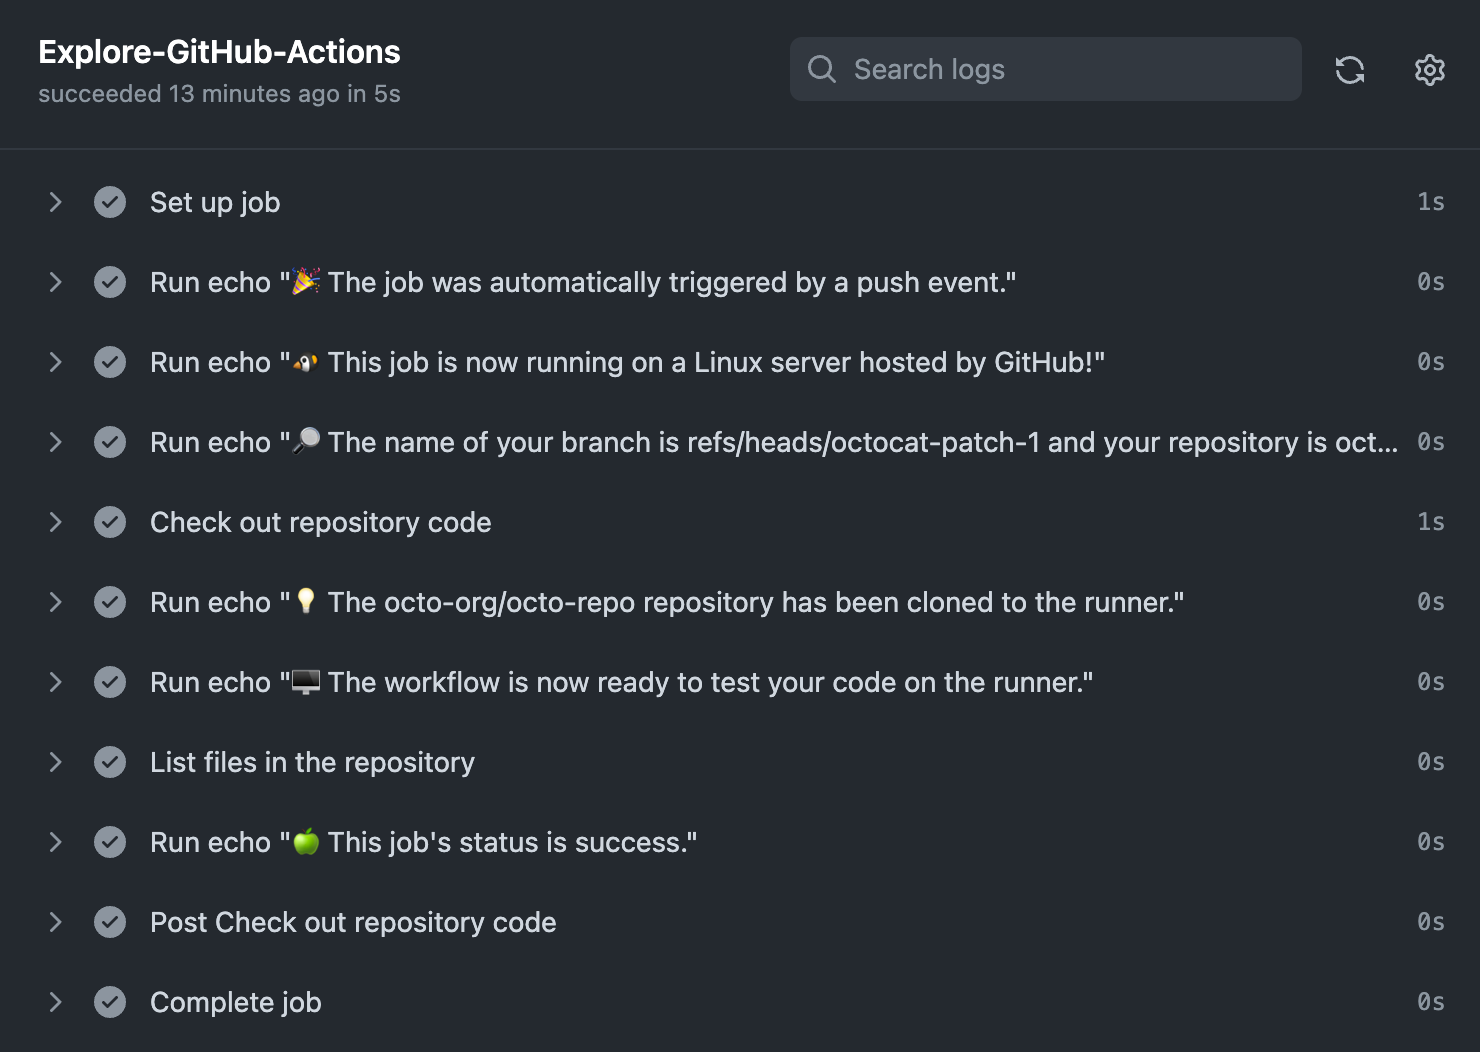 Explore-GitHub-Actions
succeeded 13 minutes ago in 5s
Search logs
Set up job 1s
Run echo "🎉 The job was automatically triggered by a push event." 0s
Run echo "🐧 This job is now running on a Linux server hosted by GitHub!" 0s
Run echo "🔎 The name of your branch is refs/heads/octocat-patch-1 and your repository is oct... 0s
Check out repository code 1s
Run echo "💡 The octo-org/octo-repo repository has been cloned to the runner." 0s
Run echo "🖥️ The workflow is now ready to test your code on the runner." 0s
List files in the repository 0s
Run echo "🍏 This job's status is success." 0s
Post Check out repository code 0s
Complete job 0s